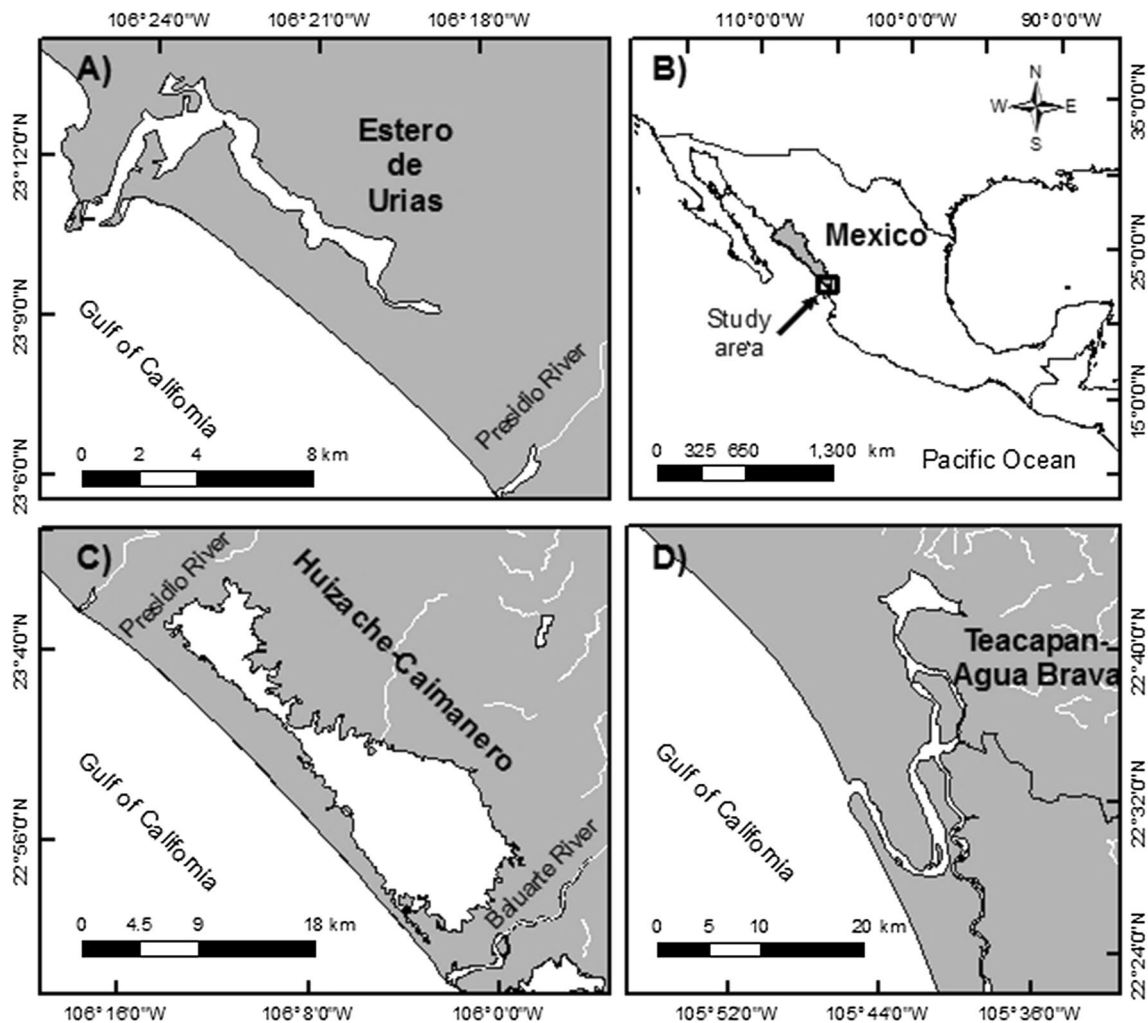 106°24'0"W
106°21'0"W
106°18'0"W
A)
Estero
de
Urias
23°12'0"N
23°9'0"N
23°6'0"N
Gulf of California
Presidio River
0 2 4 8 km
110°0'0"W
100°0'0"W
90°0'0"W
B)
N
W E
S
Mexico
Study
area
35°0'0"N
25°0'0"N
15°0'0"N
0 325 650 1,300 km
Pacific Ocean
C)
Presidio River
Huizache-Caimanero
23°4'0"N
22°56'0"N
Gulf of California
Baluarte River
0 4.5 9 18 km
106°16'0"W
106°8'0"W
106°0'0"W
D)
Teacapan-
Agua Brava
22°40'0"N
22°32'0"N
22°24'0"N
Gulf of California
0 5 10 20 km
105°52'0"W
105°44'0"W
105°36'0"W